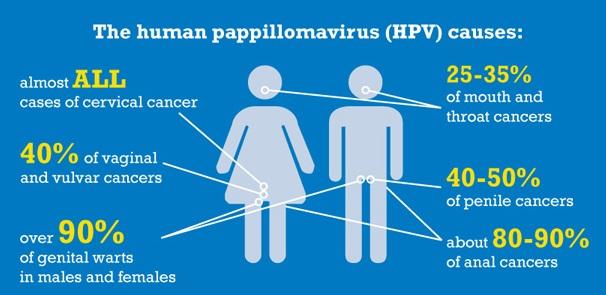 The human pappillomavirus (HPV) causes:
almost ALL
cases of cervical cancer
40% of vaginal
and vulvar cancers
over 90%
of genital warts
in males and females
25-35%
of mouth and
throat cancers
40-50%
of penile cancers
about 80-90%
of anal cancers